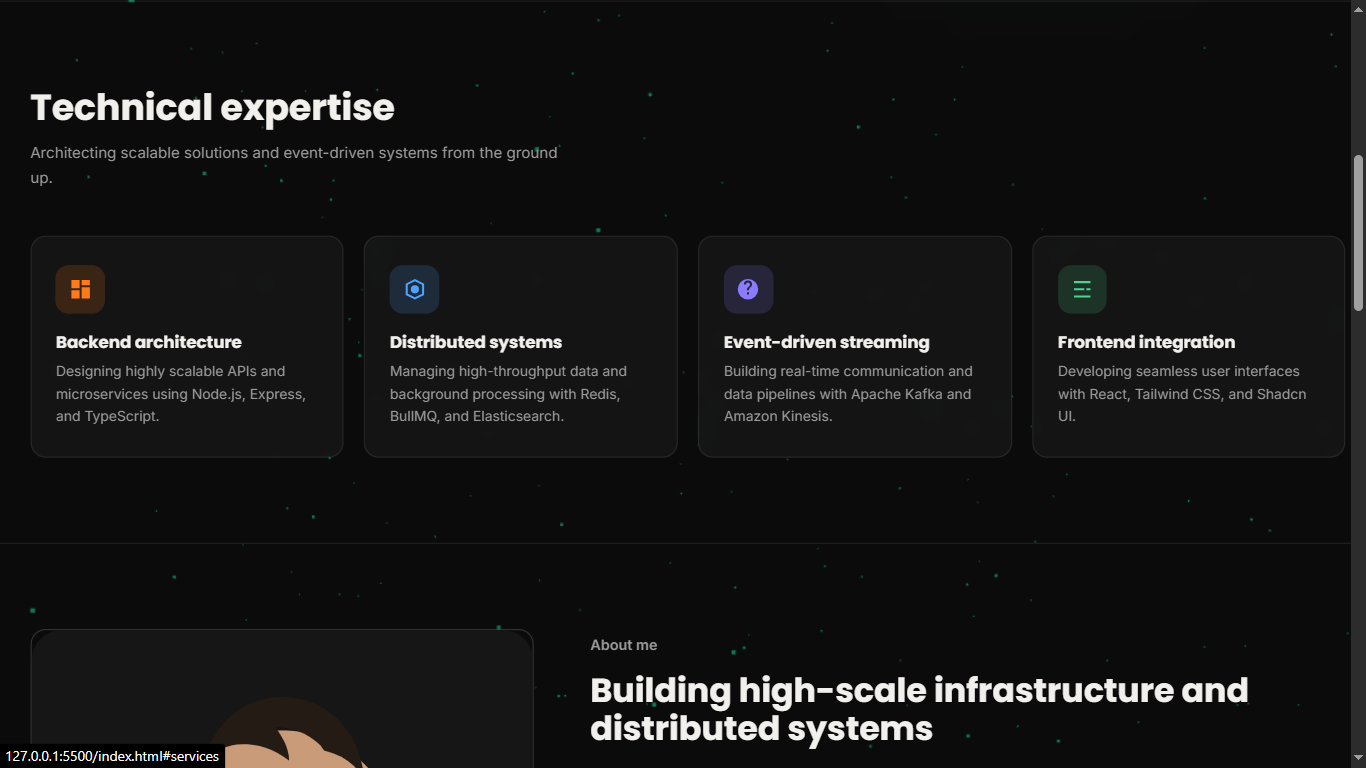 Technical expertise
Architecting scalable solutions and event-driven systems from the ground
up.
Backend architecture
Designing highly scalable APIs and
microservices using Node.js, Express,
and TypeScript.
Distributed systems
Managing high-throughput data and
background processing with Redis,
BullMQ, and Elasticsearch.
Event-driven streaming
Building real-time communication and
data pipelines with Apache Kafka and
Amazon Kinesis.
Frontend integration
Developing seamless user interfaces
with React, Tailwind CSS, and Shadcn
UI.
About me
Building high-scale infrastructure and
distributed systems
127.0.0.1:5500/index.html#services